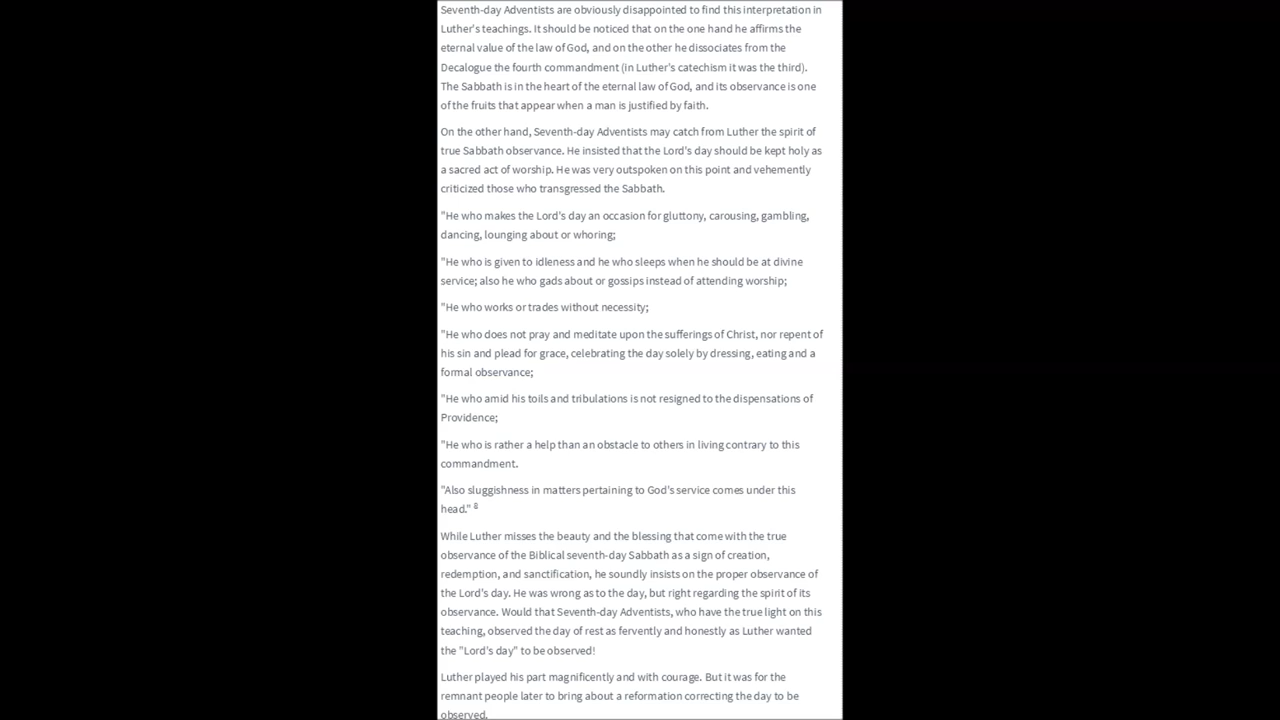 Seventh-day Adventists are obviously disappointed to find this interpretation in
Luther's teachings. It should be noticed that on the one hand he affirms the
eternal value of the law of God, and on the other he dissociates from the
Decalogue the fourth commandment (in Luther's catechism it was the third).
The Sabbath is in the heart of the eternal law of God, and its observance is one
of the fruits that appear when a man is justified by faith.
On the other hand, Seventh-day Adventists may catch from Luther the spirit of
true Sabbath observance. He insisted that the Lord's day should be kept holy as
a sacred act of worship. He was very outspoken on this point and vehemently
criticized those who transgressed the Sabbath.
"He who makes the Lord's day an occasion for gluttony, carousing, gambling,
dancing, lounging about or whoring;
"He who is given to idleness and he who sleeps when he should be at divine
service; also he who gads about or gossips instead of attending worship;
"He who works or trades without necessity;
"He who does not pray and meditate upon the sufferings of Christ, nor repent of
his sin and plead for grace, celebrating the day solely by dressing, eating and a
formal observance;
"He who amid his toils and tribulations is not resigned to the dispensations of
Providence;
"He who is rather a help than an obstacle to others in living contrary to this
commandment.
"Also sluggishness in matters pertaining to God's service comes under this
head." 8
While Luther misses the beauty and the blessing that come with the true
observance of the Biblical seventh-day Sabbath as a sign of creation,
redemption, and sanctification, he soundly insists on the proper observance of
the Lord's day. He was wrong as to the day, but right regarding the spirit of its
observance. Would that Seventh-day Adventists, who have the true light on this
teaching, observed the day of rest as fervently and honestly as Luther wanted
the "Lord's day" to be observed!
Luther played his part magnificently and with courage. But it was for the
remnant people later to bring about a reformation correcting the day to be
observed.